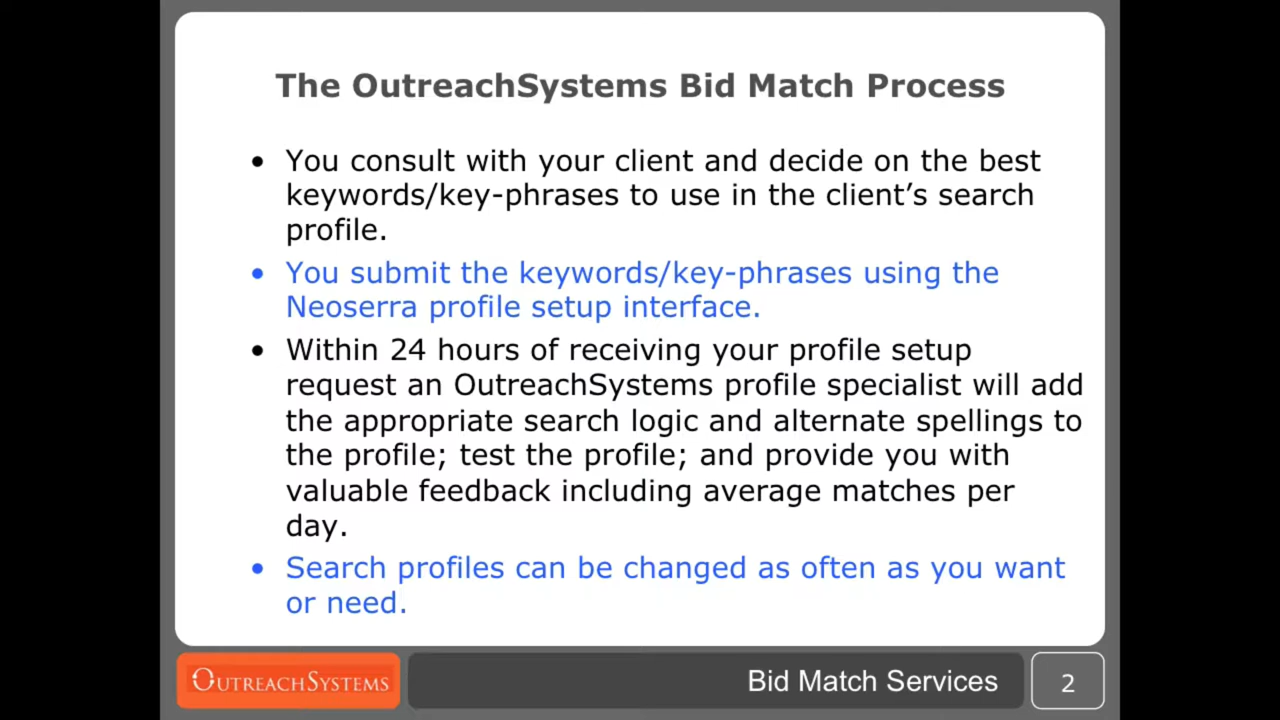 The OutreachSystems Bid Match Process
• You consult with your client and decide on the best
keywords/key-phrases to use in the client’s search
profile.
• You submit the keywords/key-phrases using the
Neoserra profile setup interface.
• Within 24 hours of receiving your profile setup
request an OutreachSystems profile specialist will add
the appropriate search logic and alternate spellings to
the profile; test the profile; and provide you with
valuable feedback including average matches per
day.
• Search profiles can be changed as often as you want
or need.
OUTREACHSYSTEMS
Bid Match Services
2